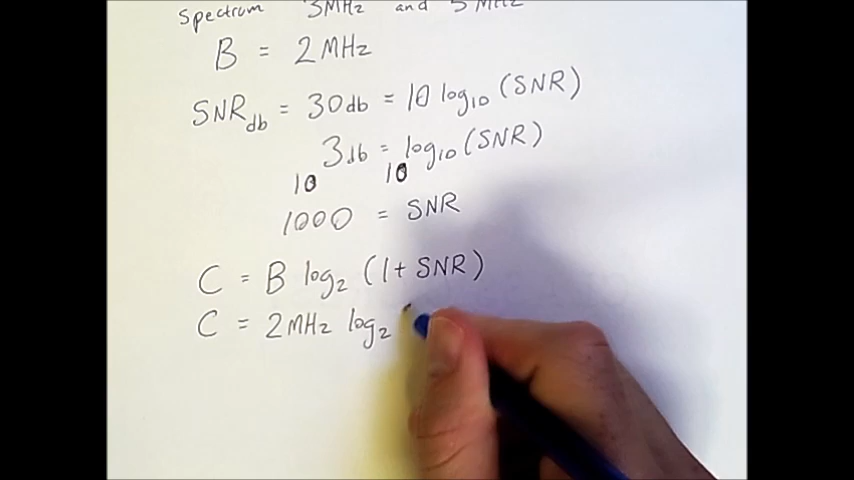 Spectrum 3MHz and 5MHz
B = 2MHz
SNRdb = 30db = 10 log10 (SNR)
3db = log10 (SNR)
10 10
1000 = SNR
C = B log2 (1+ SNR)
C = 2MHz log2